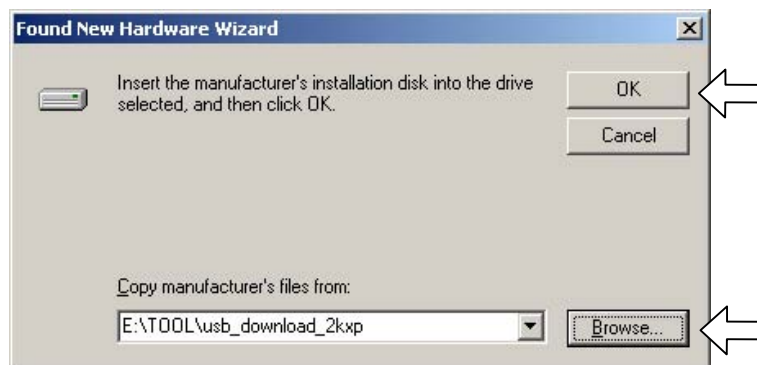 Found New Hardware Wizard
Insert the manufacturer's installation disk into the drive
selected, and then click OK.
OK
Cancel
Copy manufacturer's files from:
E:\TOOL\usb_download_2kxp
Browse...